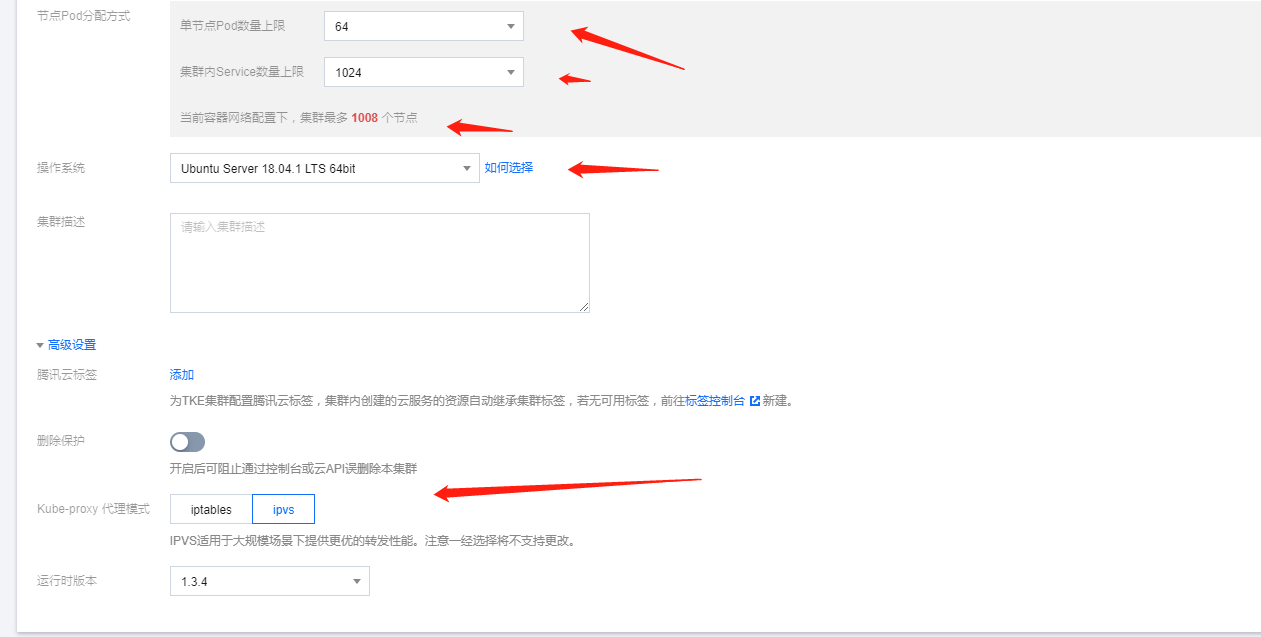 节点Pod分配方式
单节点Pod数量上限 64
集群内Service数量上限 1024
当前容器网络配置下，集群最多 1008 个节点
操作系统 Ubuntu Server 18.04.1 LTS 64bit 如何选择
集群描述 请输入集群描述
高级设置
腾讯云标签 添加
为TKE集群配置腾讯云标签，集群内创建的云服务的资源自动继承集群标签，若无可用标签，前往标签控制台 新建。
删除保护
开启后可阻止通过控制台或云API误删除本集群
Kube-proxy 代理模式 iptables ipvs
IPVS适用于大规模场景下提供更优的转发性能。注意一经选择将不支持更改。
运行时版本 1.3.4